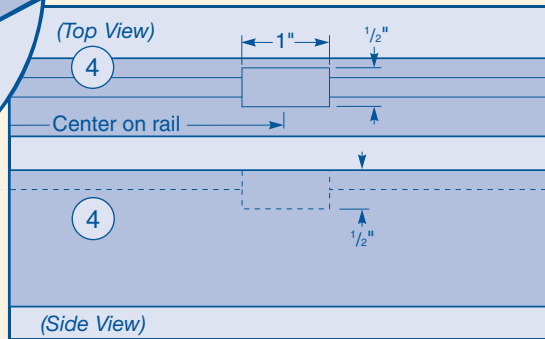 (Top View)
1"
1/2"
4
Center on rail
4
1/2"
(Side View)